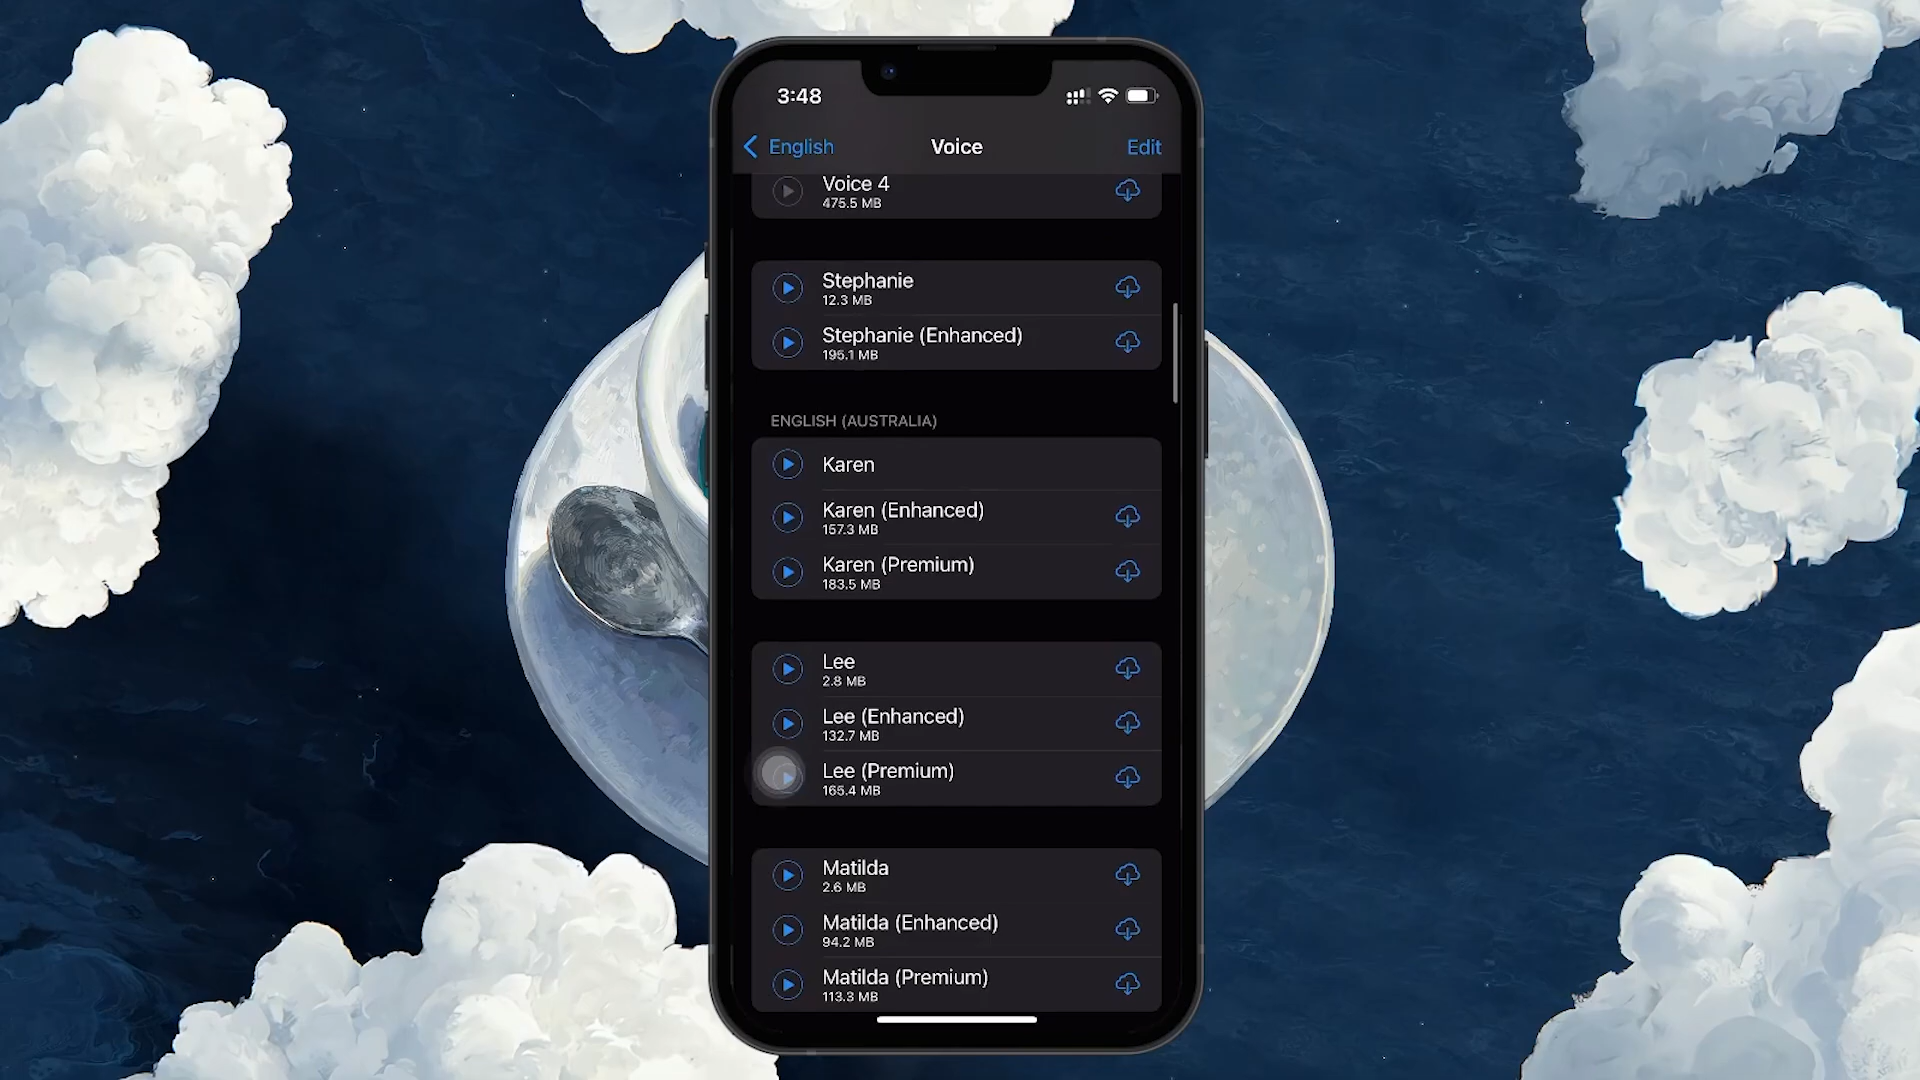 3:48
English
Voice
Edit
Voice 4
475.5 MB
Stephanie
12.3 MB
Stephanie (Enhanced)
195.1 MB
ENGLISH (AUSTRALIA)
Karen
Karen (Enhanced)
157.3 MB
Karen (Premium)
183.5 MB
Lee
2.8 MB
Lee (Enhanced)
132.7 MB
Lee (Premium)
165.4 MB
Matilda
2.6 MB
Matilda (Enhanced)
94.2 MB
Matilda (Premium)
113.3 MB